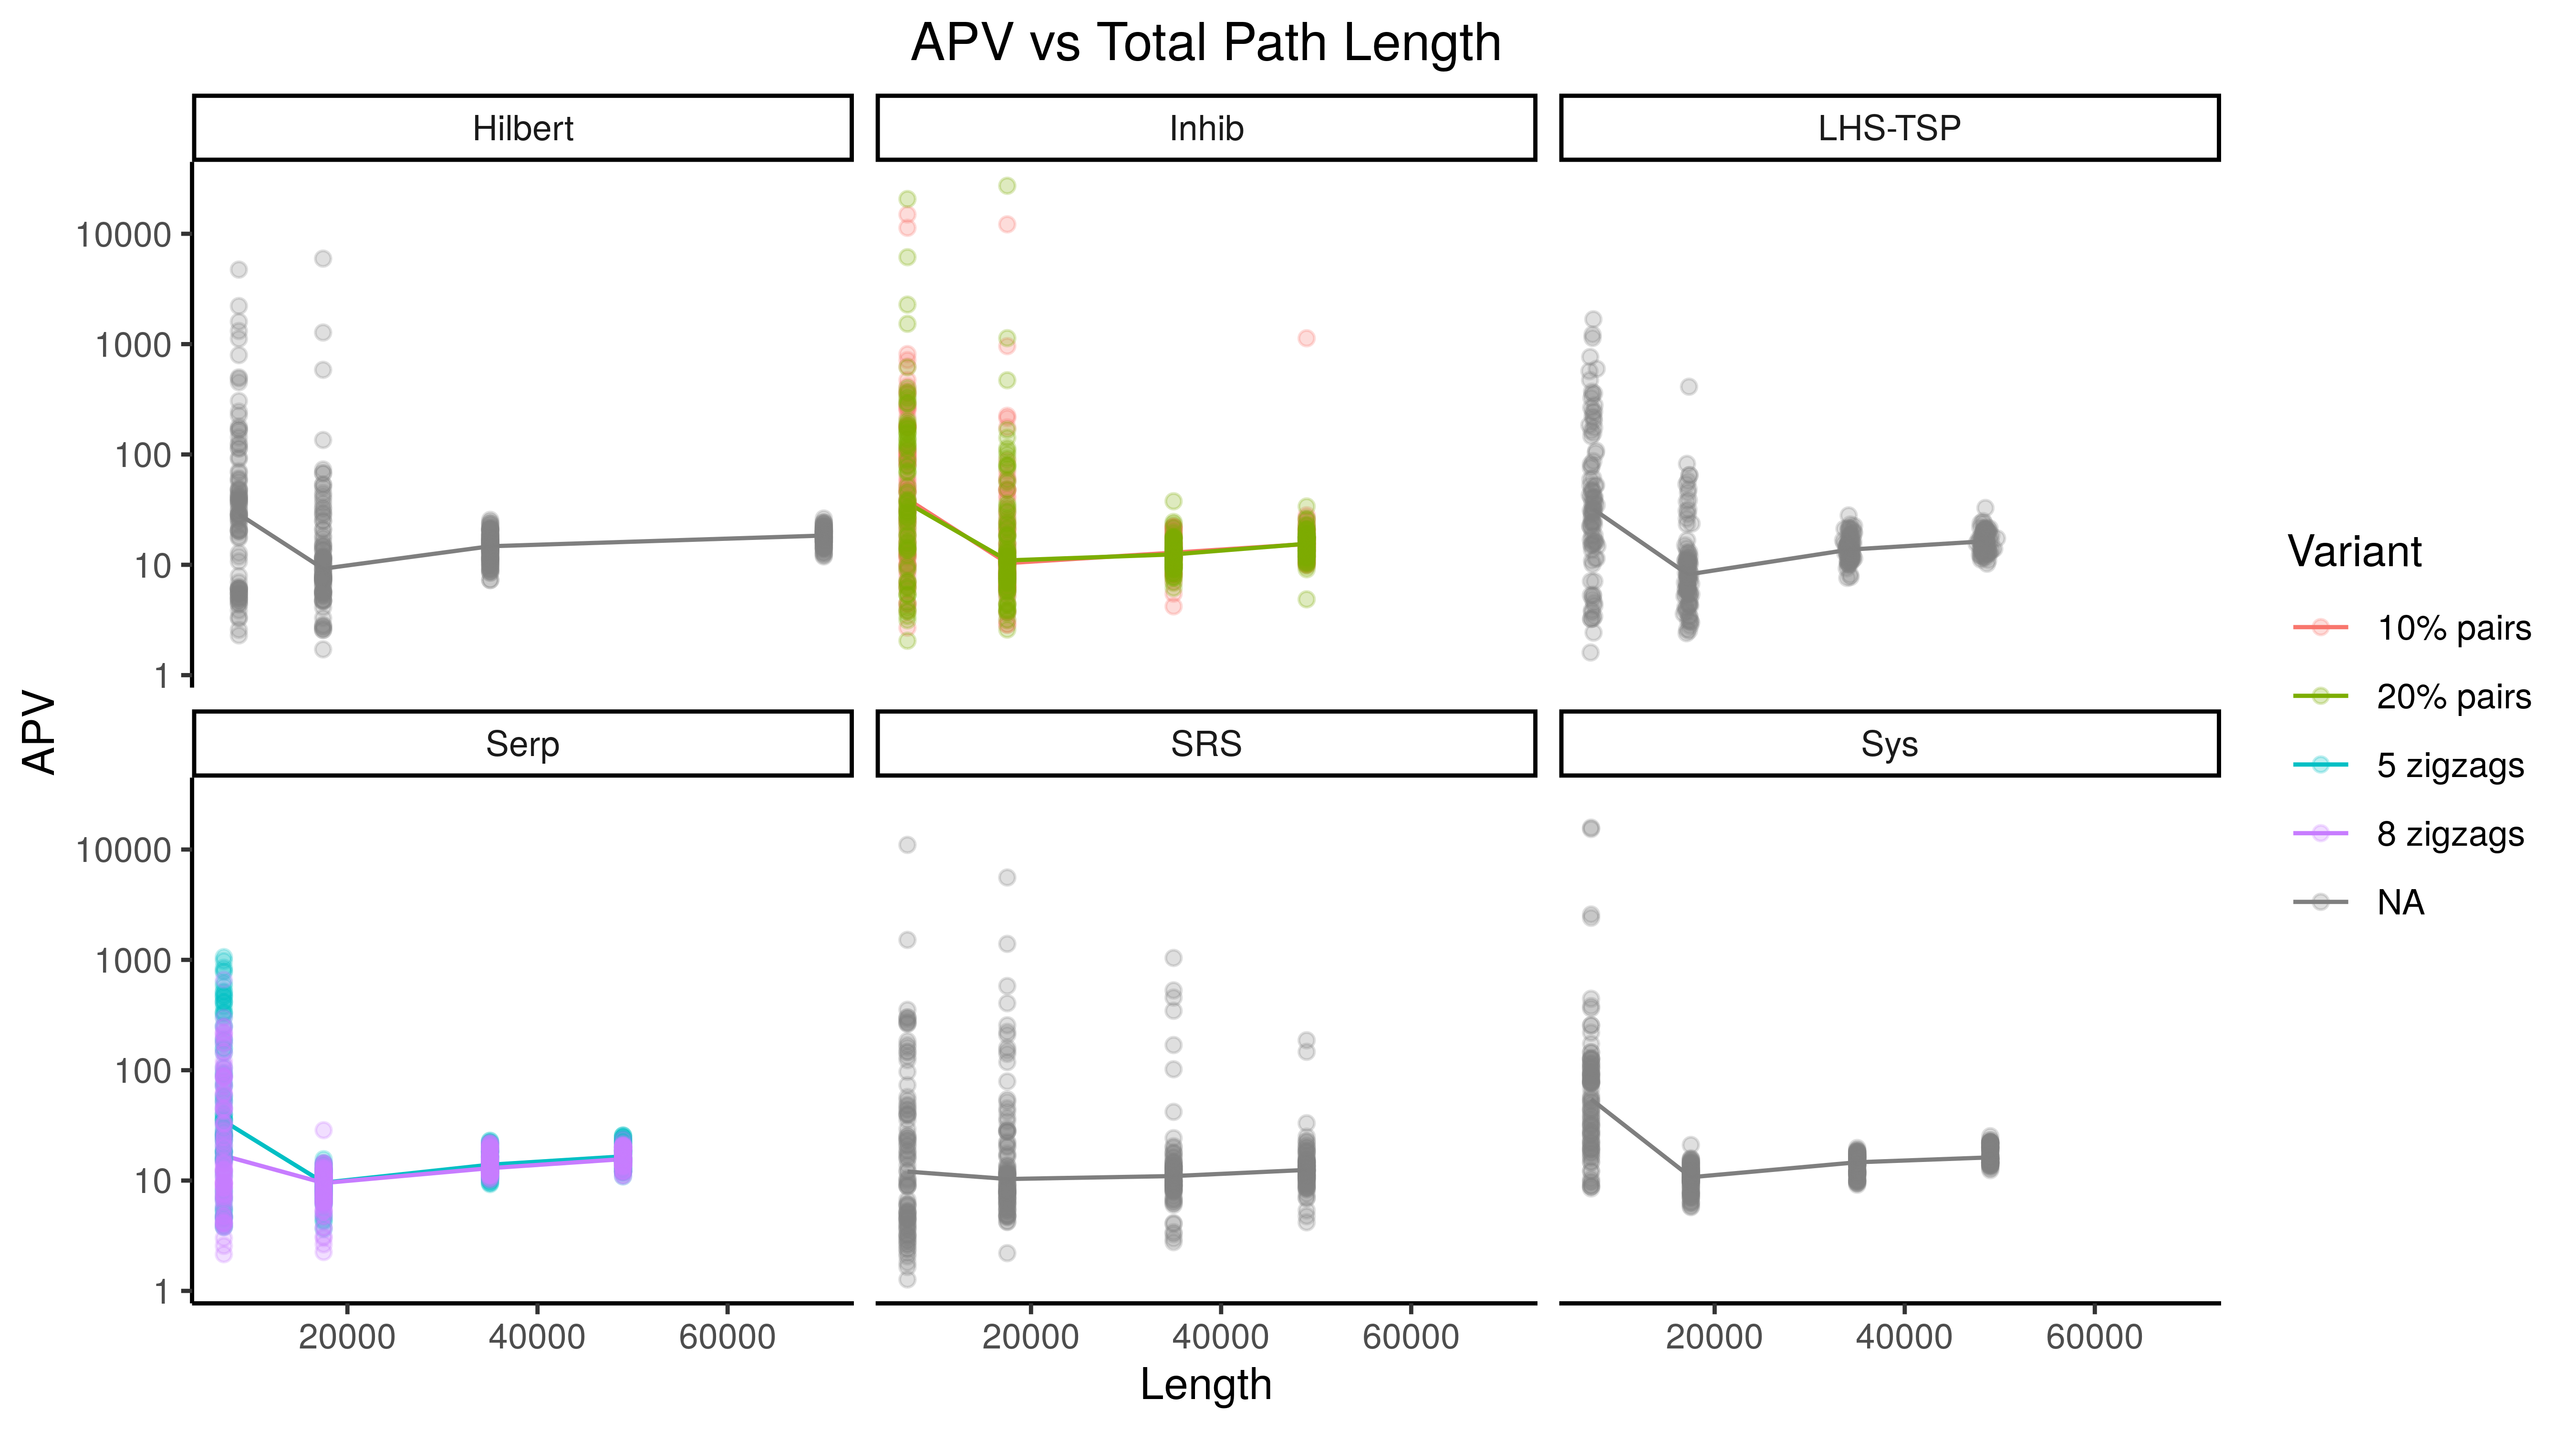 APV vs Total Path Length
Hilbert
Inhib
LHS-TSP
10000
1000
100
10
1
Serp
SRS
Sys
10000
1000
100
10
1
20000 40000 60000
20000 40000 60000
20000 40000 60000
Length
APV
Variant
10% pairs
20% pairs
5 zigzags
8 zigzags
NA